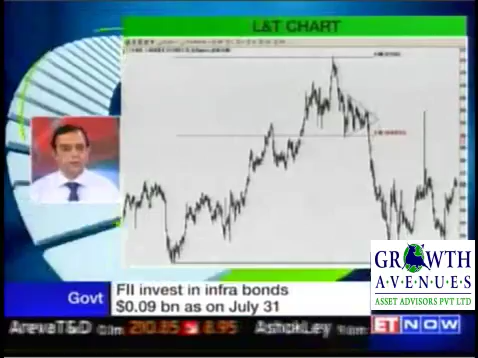 L&T CHART
Govt
FII invest in infra bonds
$0.09 bn as on July 31
GROWTH
AVENUES
ASSET ADVISORS PVT LTD
ArevaT&D 200.85 8.95 AshokLey
ET NOW